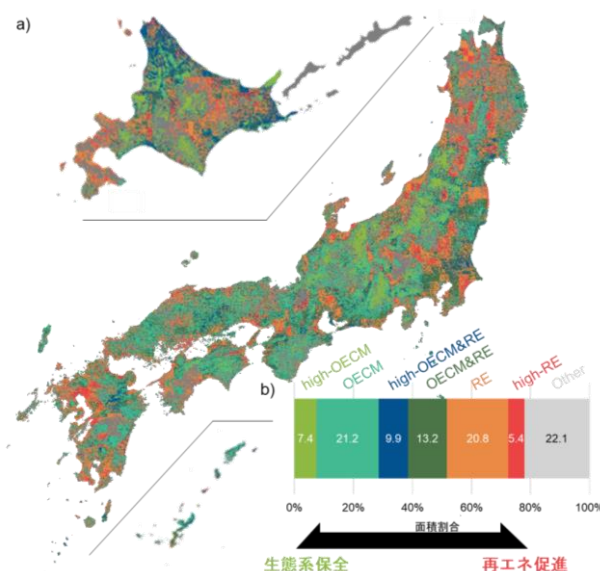 a)
b)
high-OECM
OECM
high-OECM&RE
OECM&RE
RE
high-RE
Other
7.4
21.2
9.9
13.2
20.8
5.4
22.1
0%
20%
40%
60%
80%
100%
面積割合
生態系保全
再エネ促進